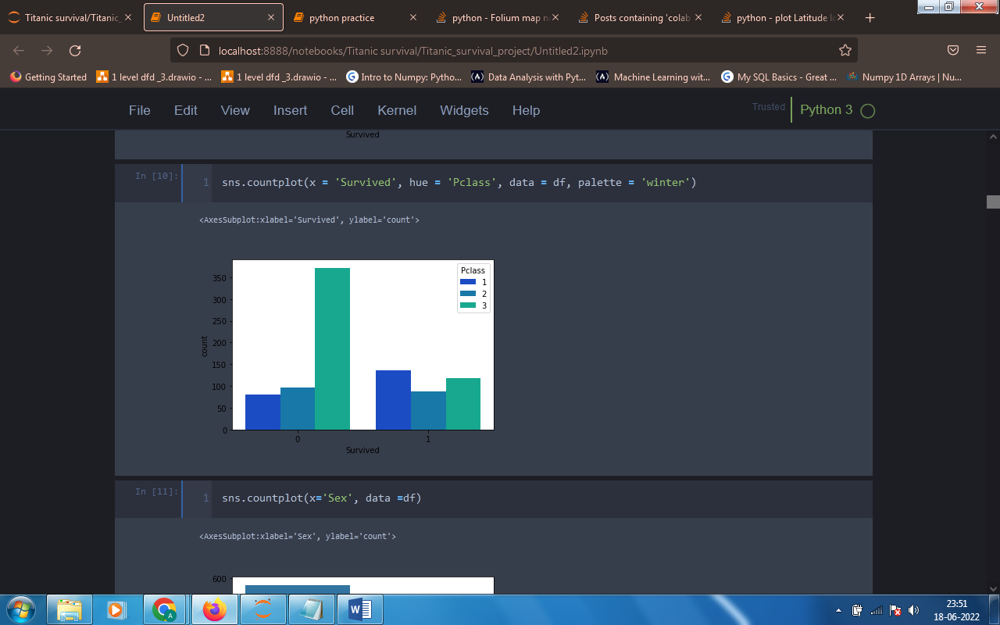 Titanic survival/Titanic_
Untitled2
python practice
python - Folium map n
Posts containing 'colab
python - plot Latitude l
localhost:8888/notebooks/Titanic survival/Titanic_survival_project/Untitled2.ipynb
Getting Started
1 level dfd _3.drawio - ...
1 level dfd _3.drawio - ...
Intro to Numpy: Pytho...
Data Analysis with Pyt...
Machine Learning wit...
My SQL Basics - Great ...
Numpy 1D Arrays | Nu...
File Edit View Insert Cell Kernel Widgets Help
Trusted
Python 3
Survived
In [10]:
1 sns.countplot(x = 'Survived', hue = 'Pclass', data = df, palette = 'winter')
<AxesSubplot:xlabel='Survived', ylabel='count'>
Pclass
1
2
3
350
300
250
200
150
100
50
0
count
0 1
Survived
In [11]:
1 sns.countplot(x='Sex', data =df)
<AxesSubplot:xlabel='Sex', ylabel='count'>
600
A
W
23:51
18-06-2022